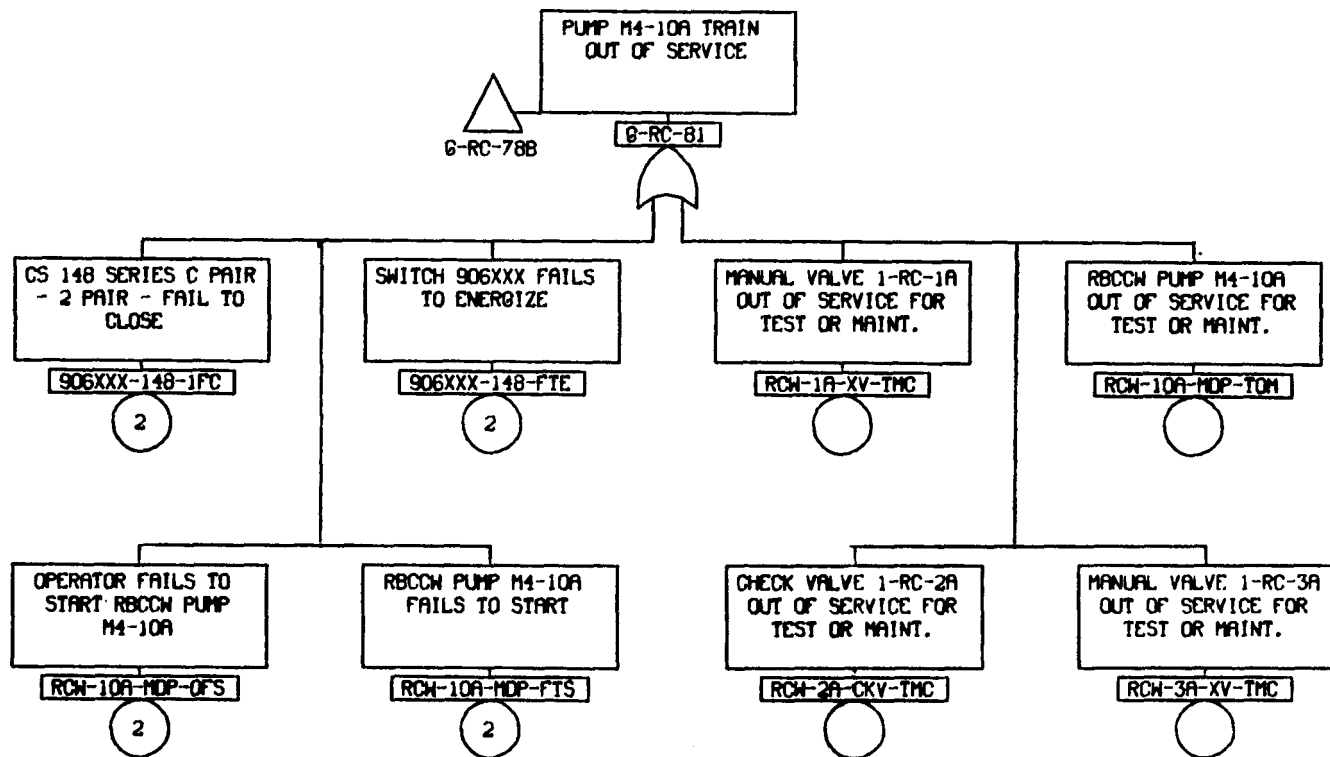 PUMP M4-10A TRAIN
OUT OF SERVICE
G-RC-78B
G-RC-81
CS 148 SERIES C PAIR
- 2 PAIR - FAIL TO
CLOSE
906XXX-148-1FC
2
SWITCH 906XXX FAILS
TO ENERGIZE
906XXX-148-FTE
2
MANUAL VALVE 1-RC-1A
OUT OF SERVICE FOR
TEST OR MAINT.
RCW-1A-XV-TMC
RBCCW PUMP M4-10A
OUT OF SERVICE FOR
TEST OR MAINT.
RCW-10A-MDP-TOM
OPERATOR FAILS TO
START RBCCW PUMP
M4-10A
RCW-10A-MDP-OFS
2
RBCCW PUMP M4-10A
FAILS TO START
RCW-10A-MDP-FTS
2
CHECK VALVE 1-RC-2A
OUT OF SERVICE FOR
TEST OR MAINT.
RCW-2A-CKV-TMC
MANUAL VALVE 1-RC-3A
OUT OF SERVICE FOR
TEST OR MAINT.
RCW-3A-XV-TMC